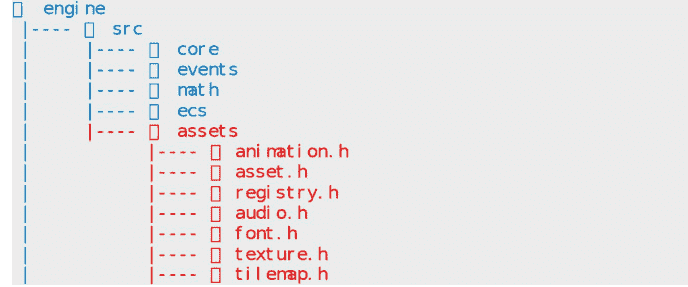 engine
|---- src
|---- core
|---- events
|---- math
|---- ecs
|---- assets
|---- animation.h
|---- asset.h
|---- registry.h
|---- audio.h
|---- font.h
|---- texture.h
|---- tilemap.h